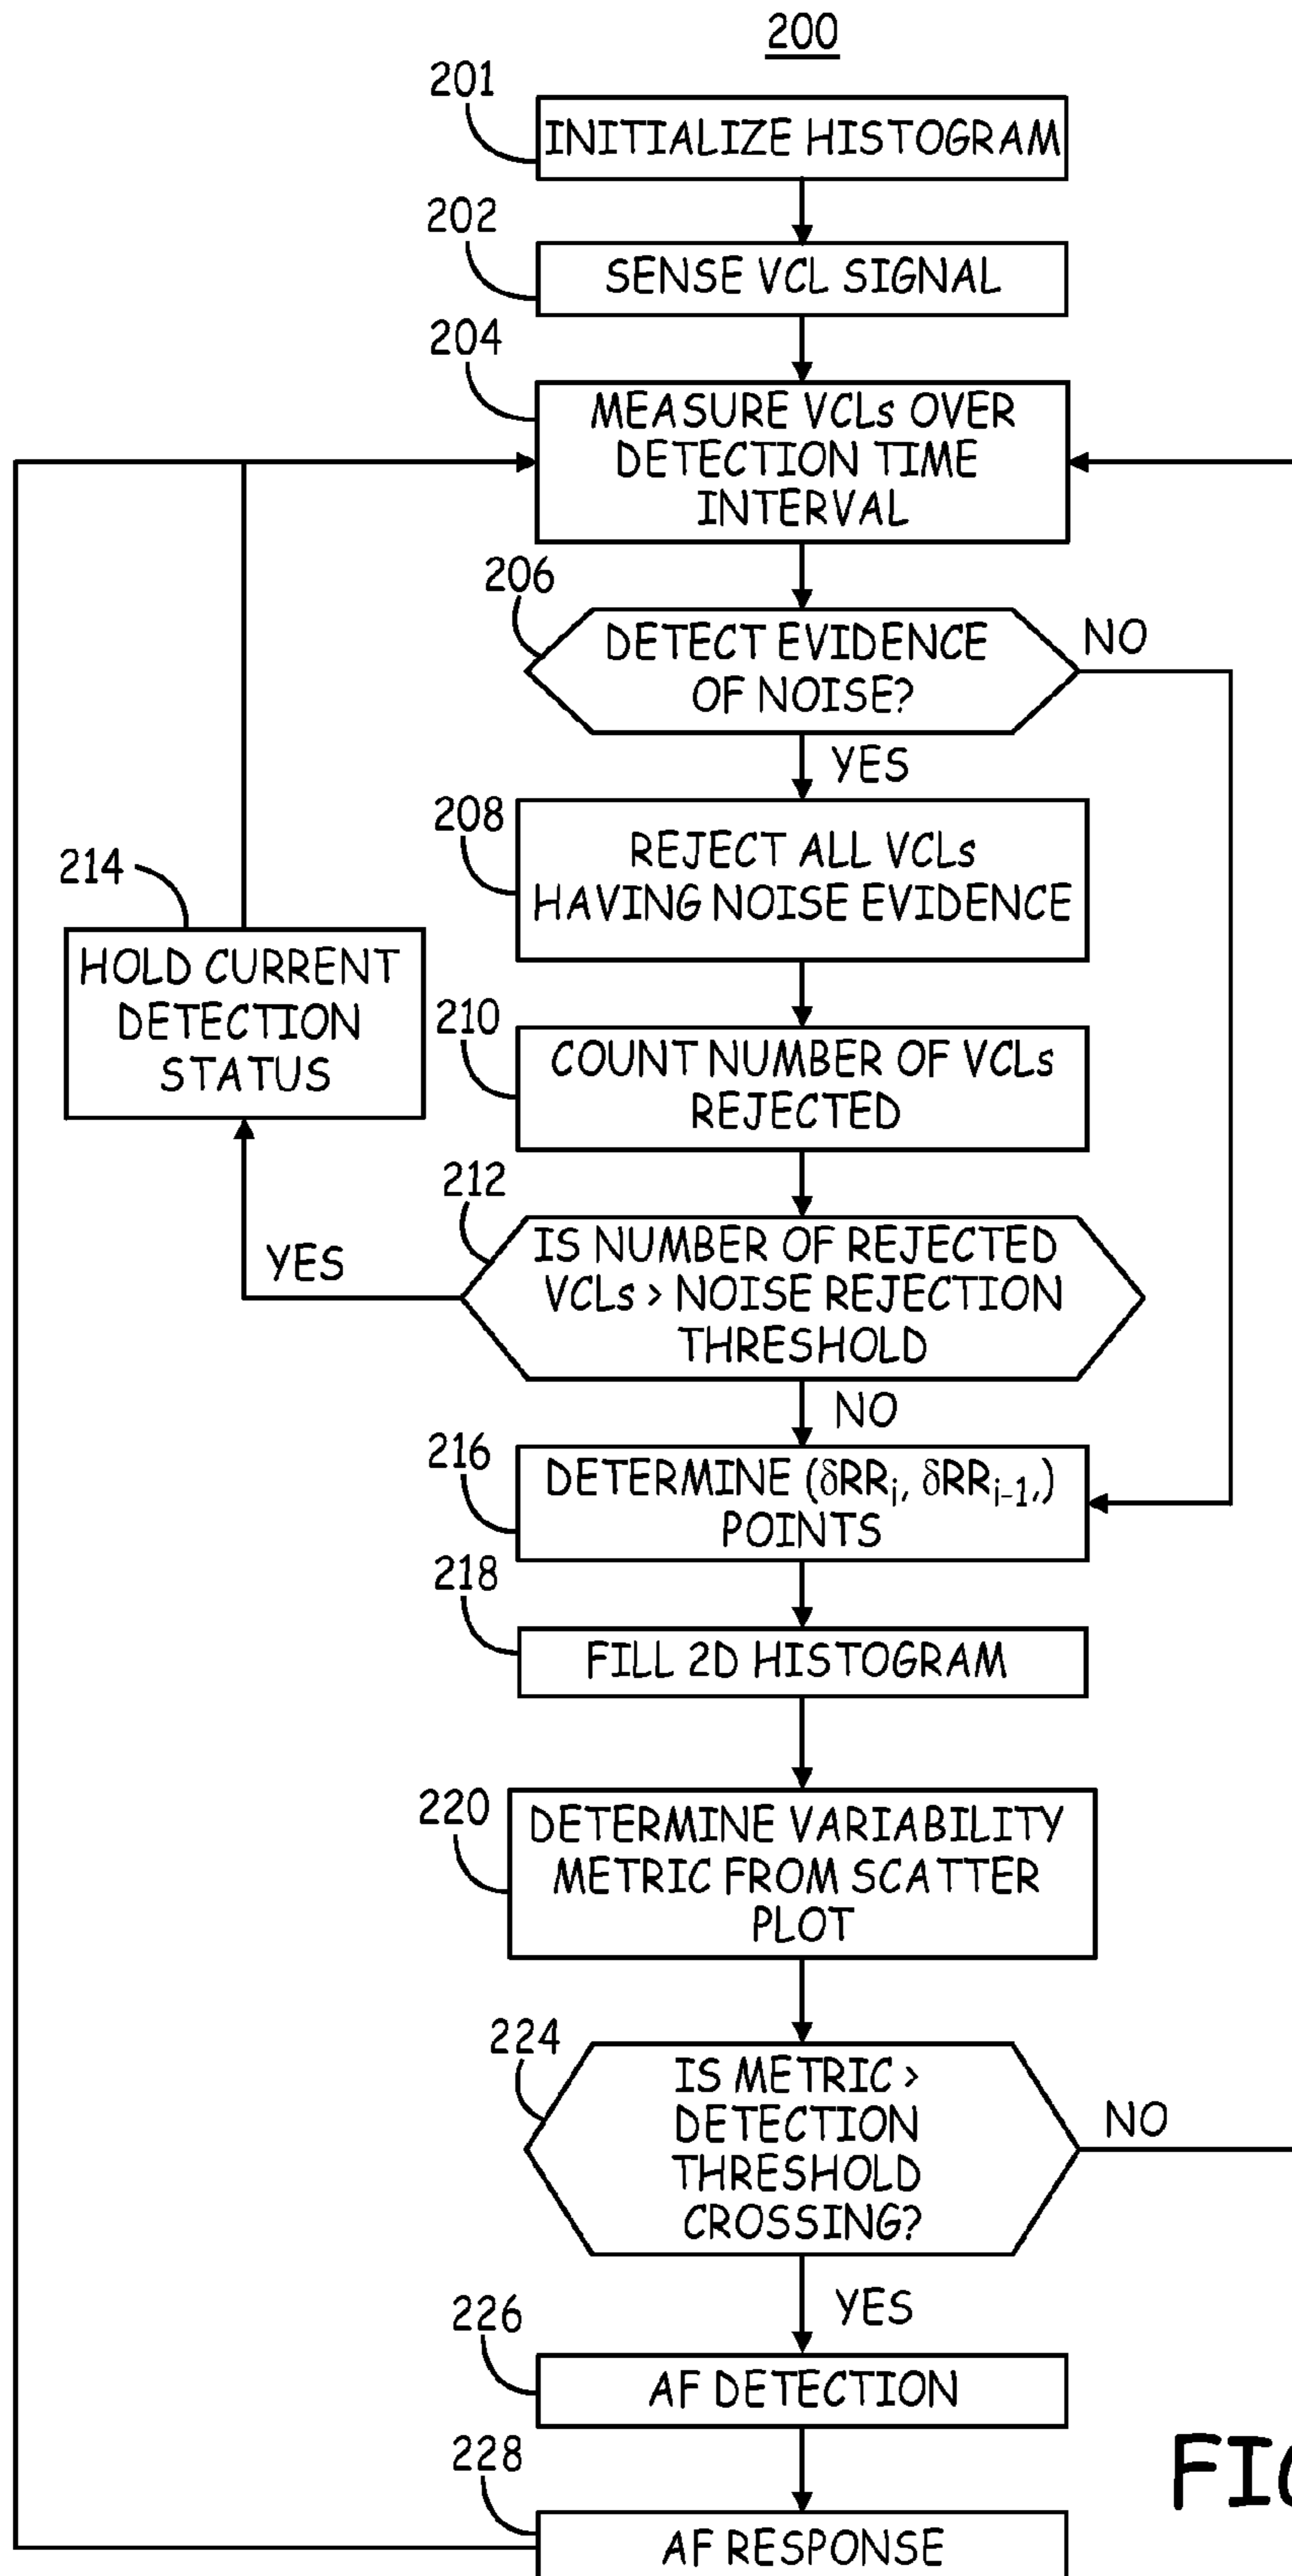 200
201
INITIALIZE HISTOGRAM
202
SENSE VCL SIGNAL
204
MEASURE VCLs OVER
DETECTION TIME
INTERVAL
206
DETECT EVIDENCE
OF NOISE?
NO
YES
208
REJECT ALL VCLs
HAVING NOISE EVIDENCE
214
HOLD CURRENT
DETECTION
STATUS
210
COUNT NUMBER OF VCLs
REJECTED
212
IS NUMBER OF REJECTED
VCLs > NOISE REJECTION
THRESHOLD
YES
NO
216
DETERMINE (δRRi, δRRi-1,)
POINTS
218
FILL 2D HISTOGRAM
220
DETERMINE VARIABILITY
METRIC FROM SCATTER
PLOT
224
IS METRIC >
DETECTION
THRESHOLD
CROSSING?
NO
YES
226
AF DETECTION
228
AF RESPONSE